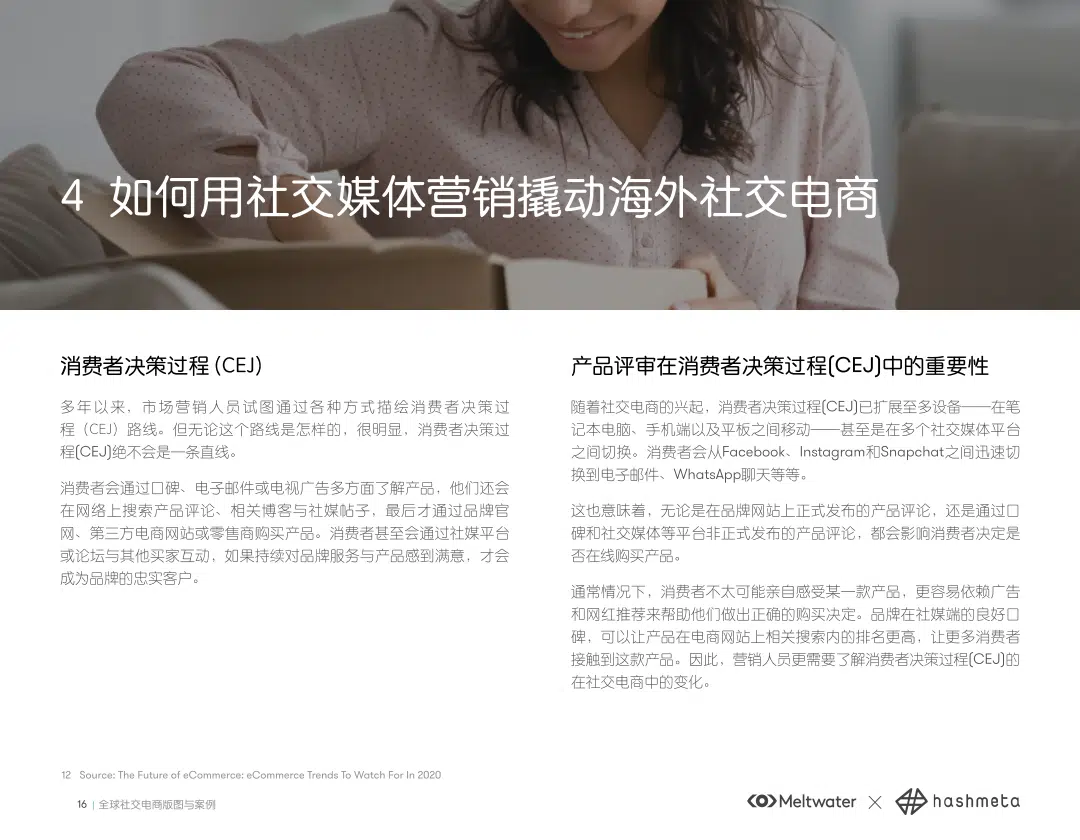 4 如何用社交媒体营销撬动海外社交电商
消费者决策过程 (CEJ)
多年以来，市场营销人员试图通过各种方式描绘消费者决策过
程（CEJ）路线。但无论这个路线是怎样的，很明显，消费者决策过
程(CEJ)绝不会是一条直线。
消费者会通过口碑、电子邮件或电视广告多方面了解产品，他们还会
在网络上搜索产品评论、相关博客与社媒帖子，最后才通过品牌官
网、第三方电商网站或零售商购买产品。消费者甚至会通过社媒平台
或论坛与其他买家互动，如果持续对品牌服务与产品感到满意，才会
成为品牌的忠实客户。
产品评审在消费者决策过程(CEJ)中的重要性
随着社交电商的兴起，消费者决策过程(CEJ)已扩展至多设备——在笔
记本电脑、手机端以及平板之间移动——甚至是在多个社交媒体平台
之间切换。消费者会从Facebook、Instagram和Snapchat之间迅速切
换到电子邮件、WhatsApp聊天等等。
这也意味着，无论是在品牌网站上正式发布的产品评论，还是通过口
碑和社交媒体等平台非正式发布的产品评论，都会影响消费者决定是
否在线购买产品。
通常情况下，消费者不太可能亲自感受某一款产品，更容易依赖广告
和网红推荐来帮助他们做出正确的购买决定。品牌在社媒端的良好口
碑，可以让产品在电商网站上相关搜索内的排名更高，让更多消费者
接触到这款产品。因此，营销人员更需要了解消费者决策过程(CEJ)的
在社交电商中的变化。
12 Source: The Future of eCommerce: eCommerce Trends To Watch For In 2020
16 | 全球社交电商版图与案例
Meltwater × hashmeta